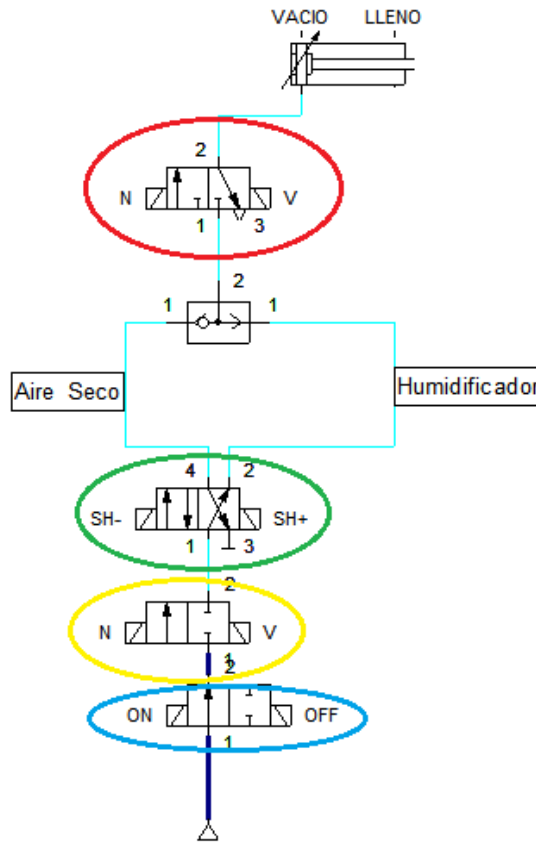 VACIO LLENO
2
N V
1 3
2
1 1
Aire Seco Humidificador
4 2
SH- SH+
1 3
2
N V
1
2
ON OFF
1